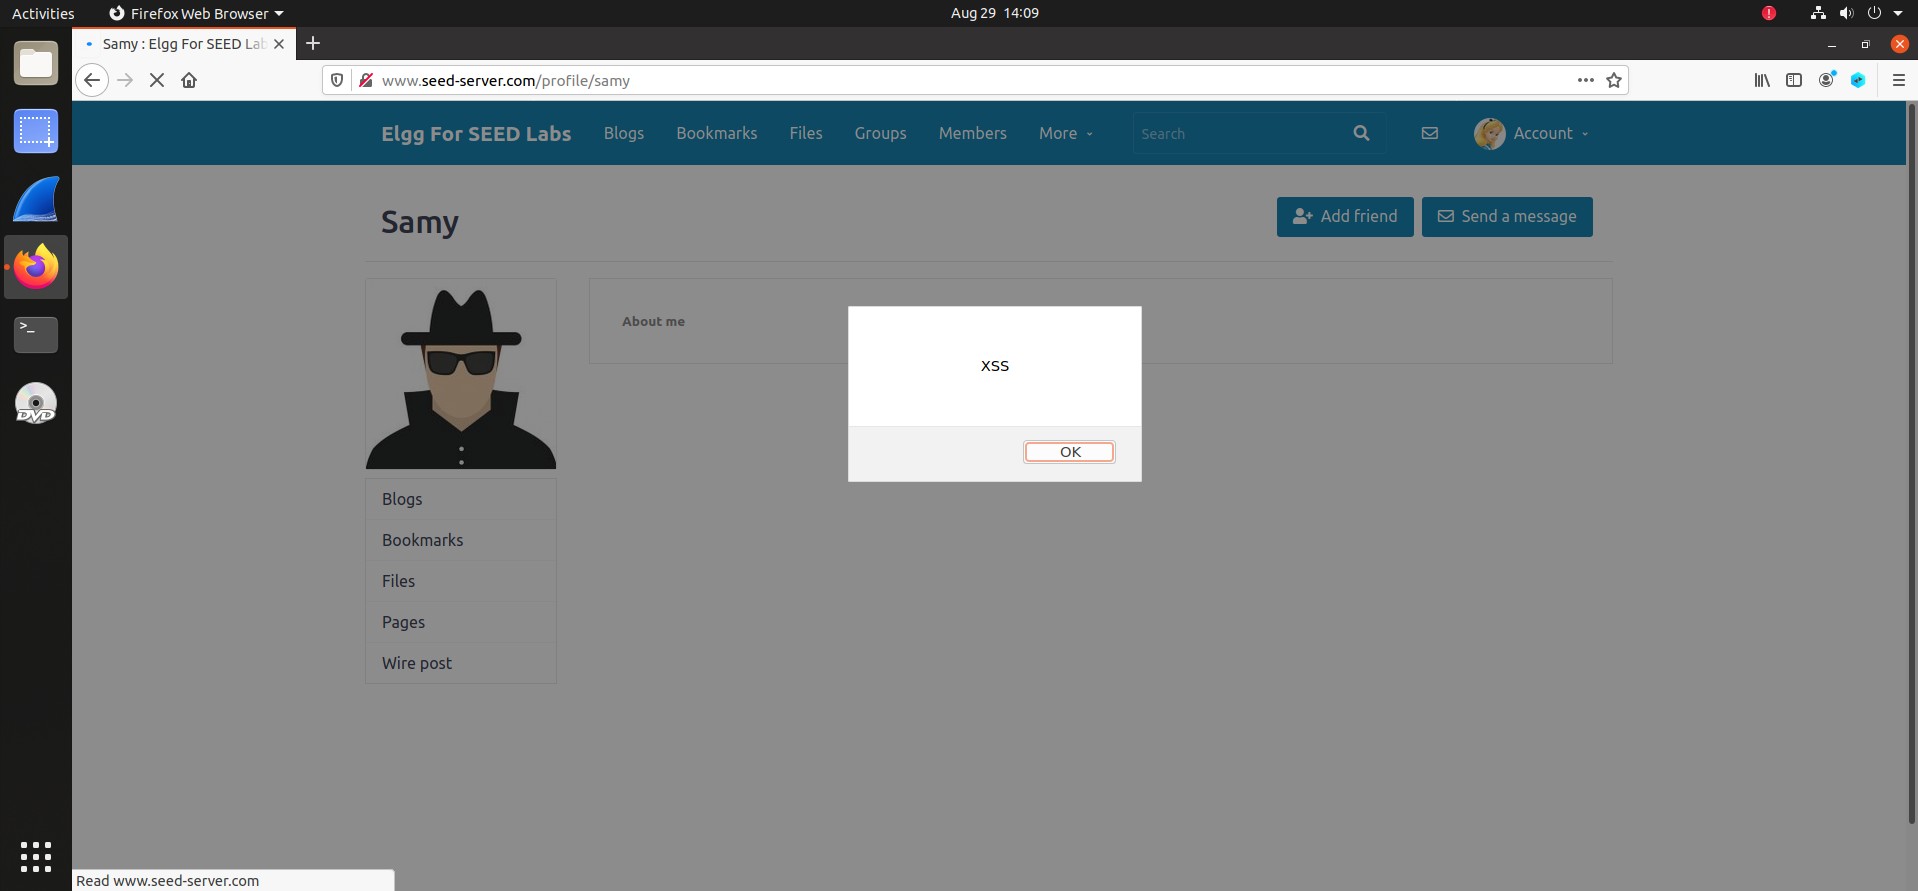 Activities
Firefox Web Browser
Aug 29 14:09
Samy : Elgg For SEED Lab
www.seed-server.com/profile/samy
Elgg For SEED Labs
Blogs
Bookmarks
Files
Groups
Members
More
Search
Account
Samy
Add friend
Send a message
About me
XSS
OK
>_
DVD
Blogs
Bookmarks
Files
Pages
Wire post
Read www.seed-server.com